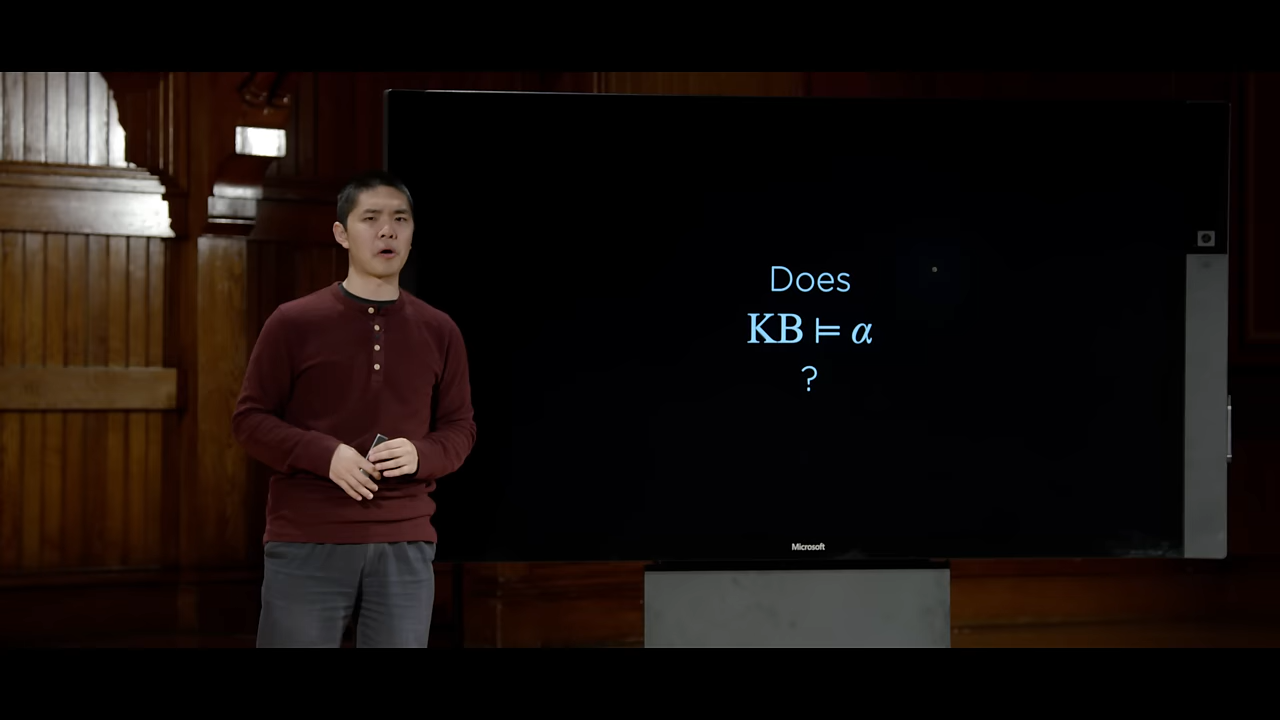 Does
KB ⊨ α
?
Microsoft